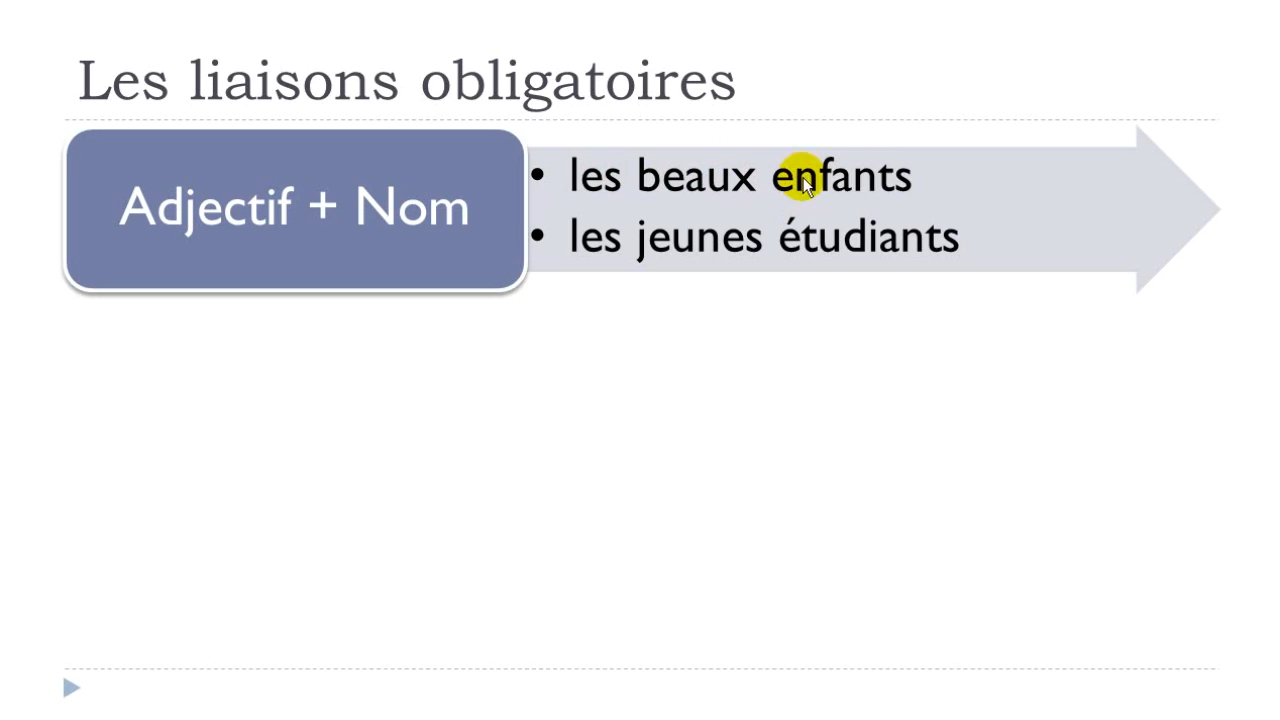 Les liaisons obligatoires
Adjectif + Nom
• les beaux enfants
• les jeunes étudiants